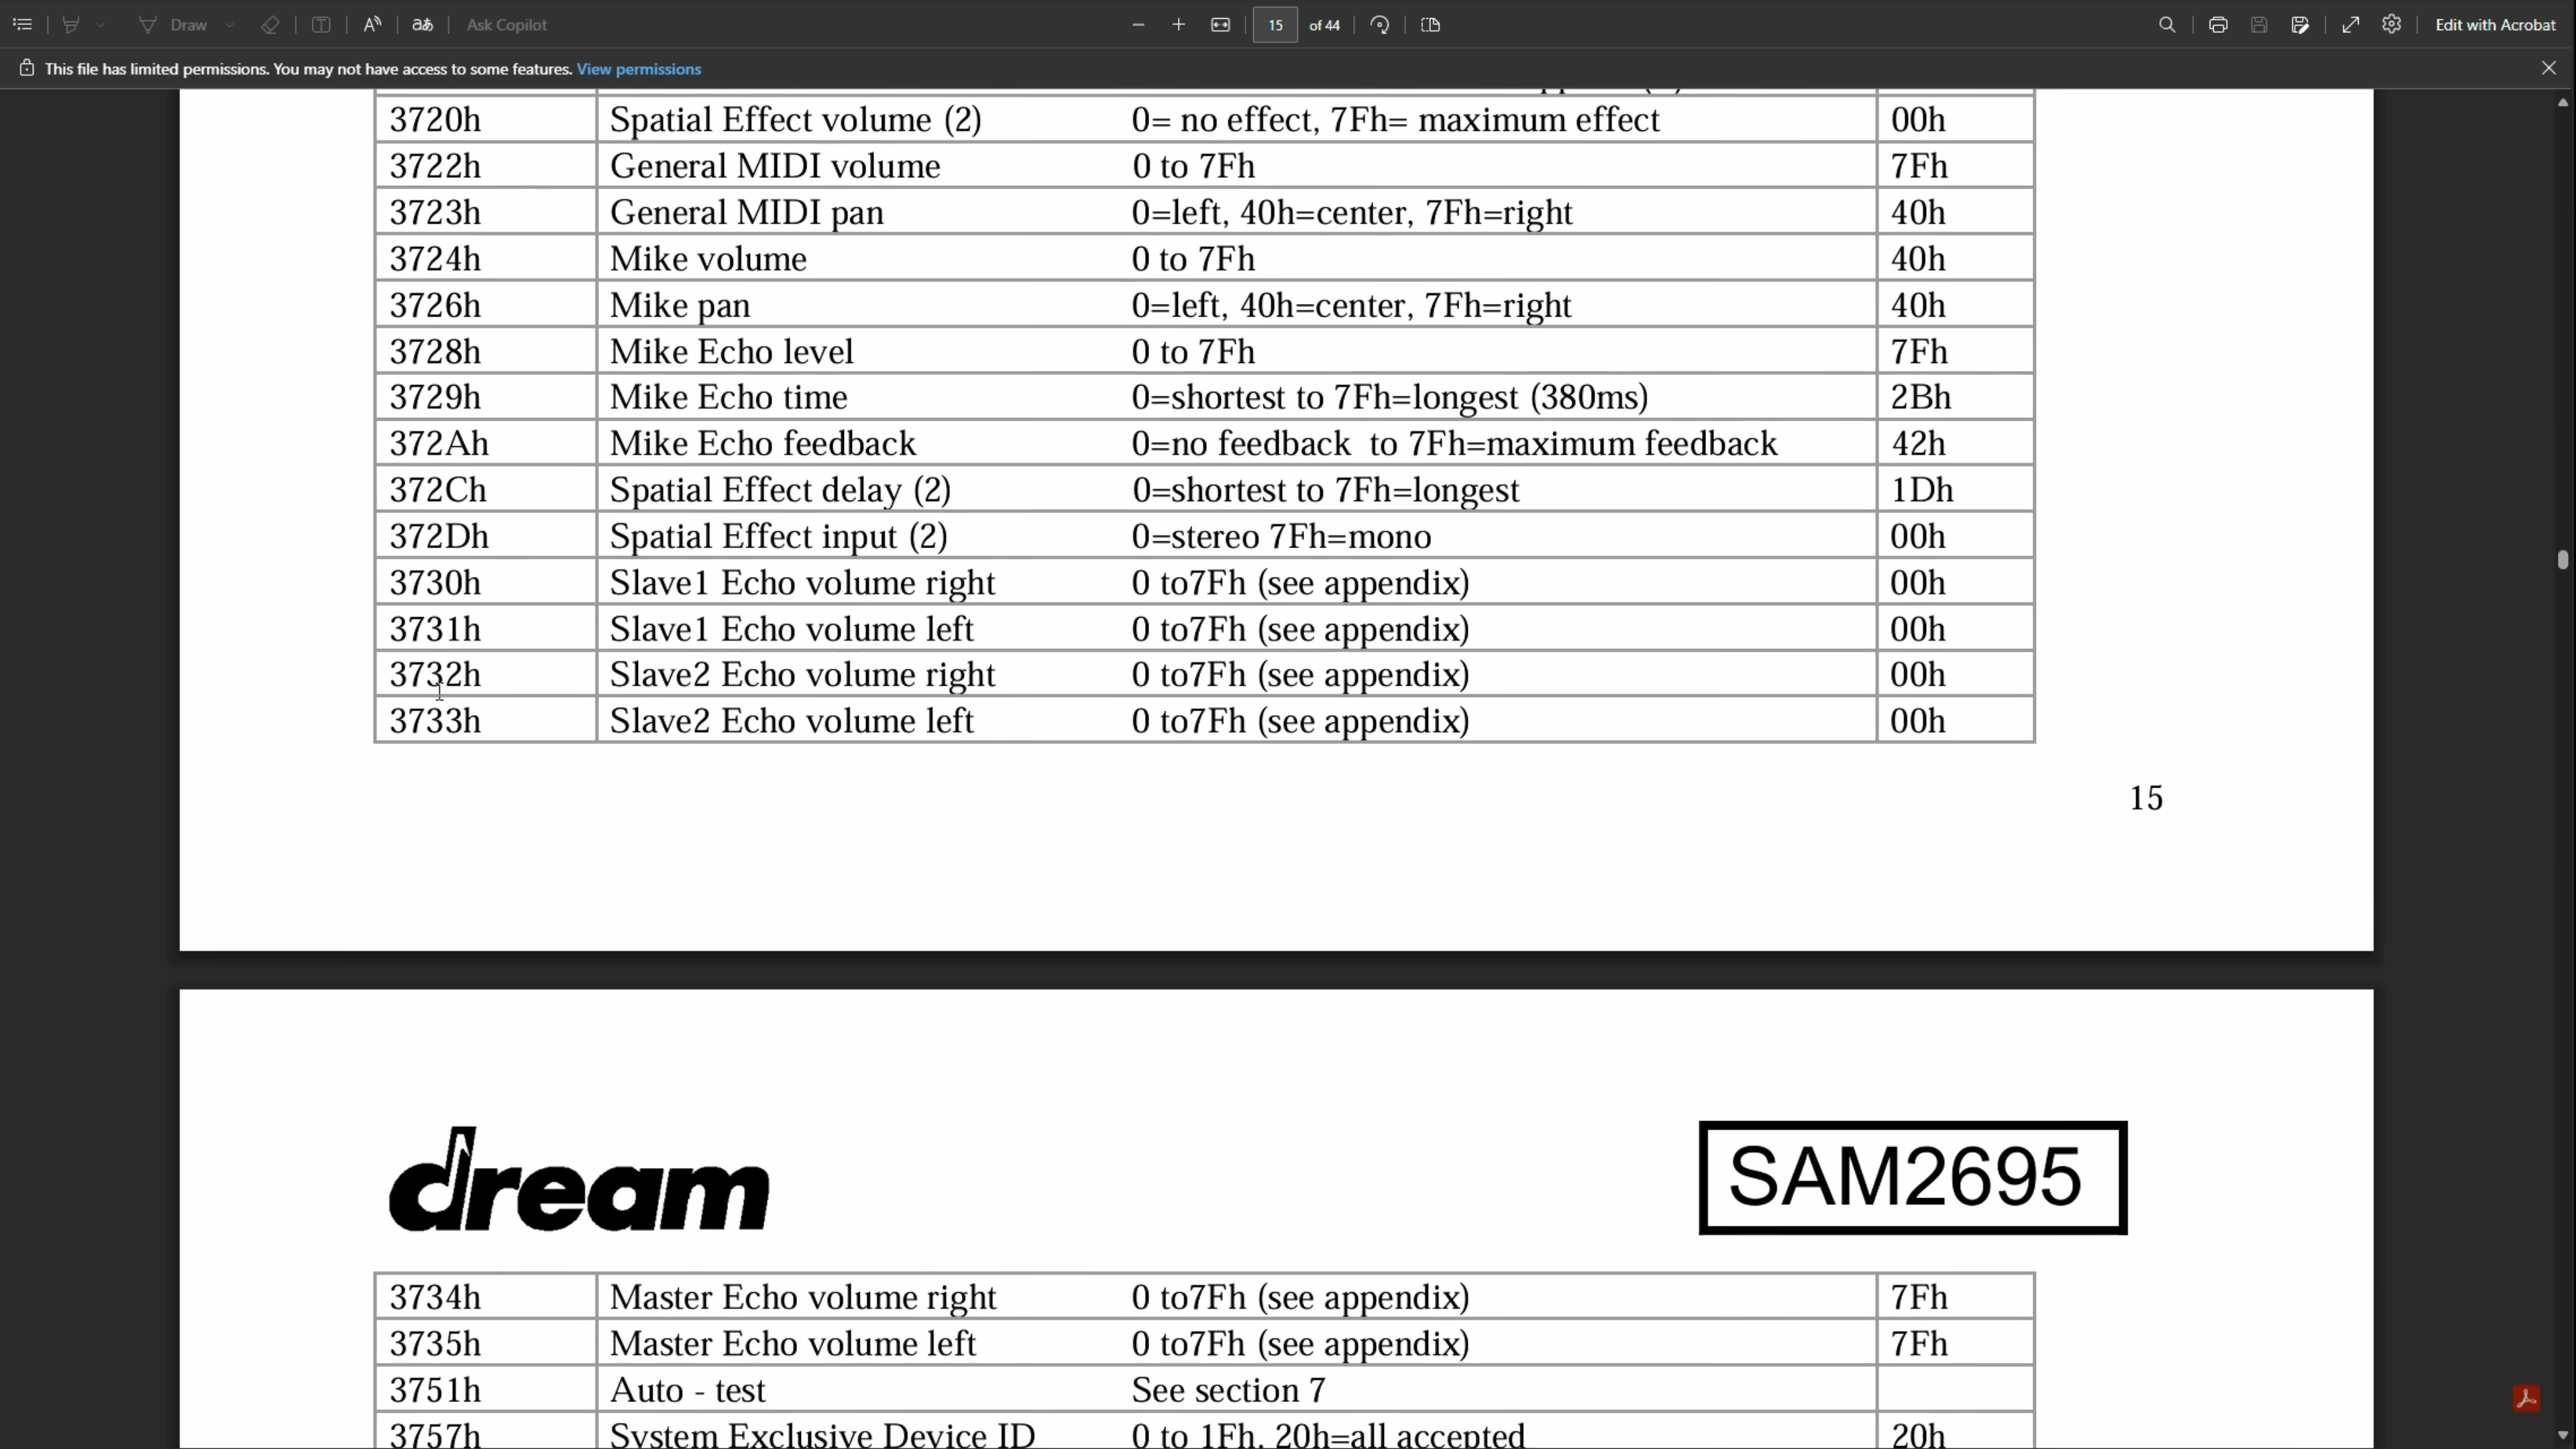 Draw Ask Copilot 15 of 44 Edit with Acrobat
This file has limited permissions. You may not have access to some features. View permissions
3720h Spatial Effect volume (2) 0= no effect, 7Fh= maximum effect 00h
3722h General MIDI volume 0 to 7Fh 7Fh
3723h General MIDI pan 0=left, 40h=center, 7Fh=right 40h
3724h Mike volume 0 to 7Fh 40h
3726h Mike pan 0=left, 40h=center, 7Fh=right 40h
3728h Mike Echo level 0 to 7Fh 7Fh
3729h Mike Echo time 0=shortest to 7Fh=longest (380ms) 2Bh
372Ah Mike Echo feedback 0=no feedback to 7Fh=maximum feedback 42h
372Ch Spatial Effect delay (2) 0=shortest to 7Fh=longest 1Dh
372Dh Spatial Effect input (2) 0=stereo 7Fh=mono 00h
3730h Slave1 Echo volume right 0 to7Fh (see appendix) 00h
3731h Slave1 Echo volume left 0 to7Fh (see appendix) 00h
3732h Slave2 Echo volume right 0 to7Fh (see appendix) 00h
3733h Slave2 Echo volume left 0 to7Fh (see appendix) 00h
15
dream SAM2695
3734h Master Echo volume right 0 to7Fh (see appendix) 7Fh
3735h Master Echo volume left 0 to7Fh (see appendix) 7Fh
3751h Auto - test See section 7
3757h System Exclusive Device ID 0 to 1Fh, 20h=all accepted 20h